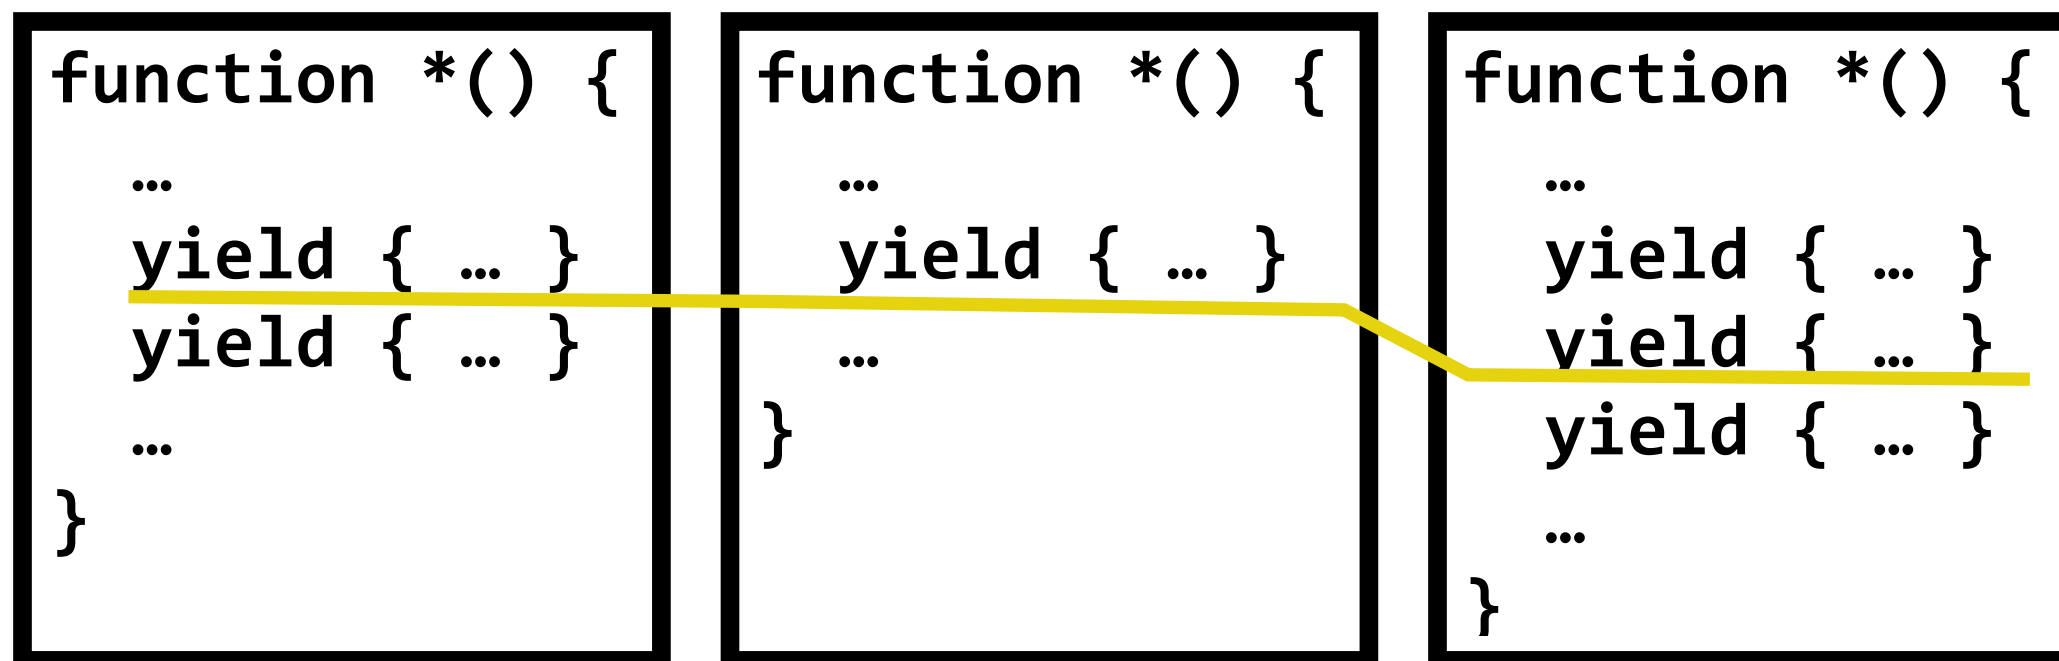 function *() {
  …
  yield { … }
  yield { … }
  …
}
function *() {
  …
  yield { … }
  …
}
function *() {
  …
  yield { … }
  yield { … }
  yield { … }
  …
}